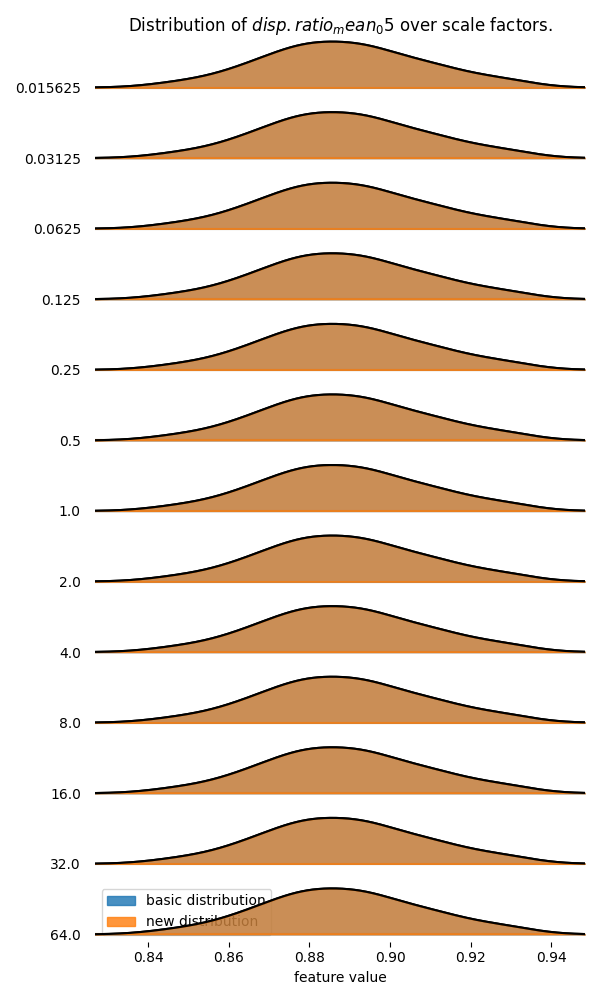 Distribution of disp.ratioₘean₀5 over scale factors.
0.015625
0.03125
0.0625
0.125
0.25
0.5
1.0
2.0
4.0
8.0
16.0
32.0
basic distribution
new distribution
64.0
0.84 0.86 0.88 0.90 0.92 0.94
feature value